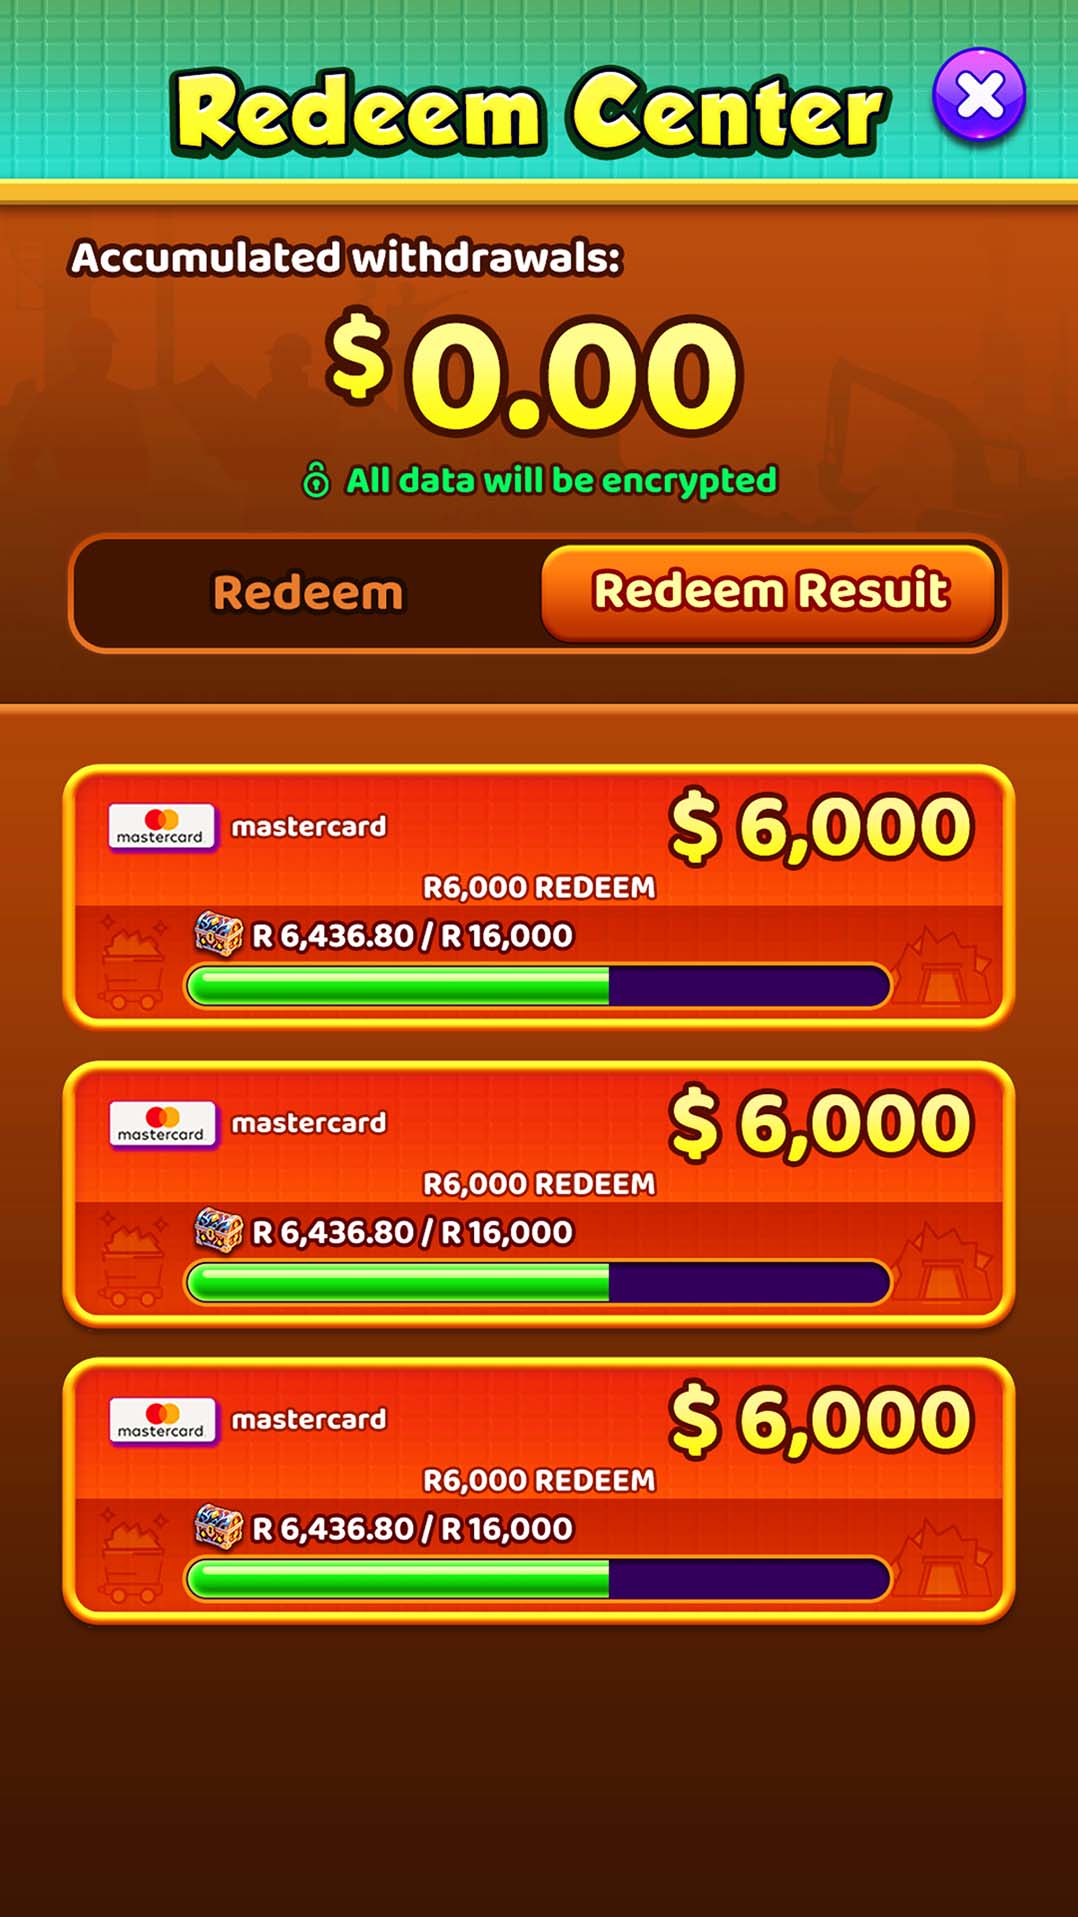 Redeem Center
Accumulated withdrawals:
$0.00
All data will be encrypted
Redeem
Redeem Resuit
mastercard
mastercard
$ 6,000
R6,000 REDEEM
R 6,436.80 / R 16,000
mastercard
mastercard
$ 6,000
R6,000 REDEEM
R 6,436.80 / R 16,000
mastercard
mastercard
$ 6,000
R6,000 REDEEM
R 6,436.80 / R 16,000